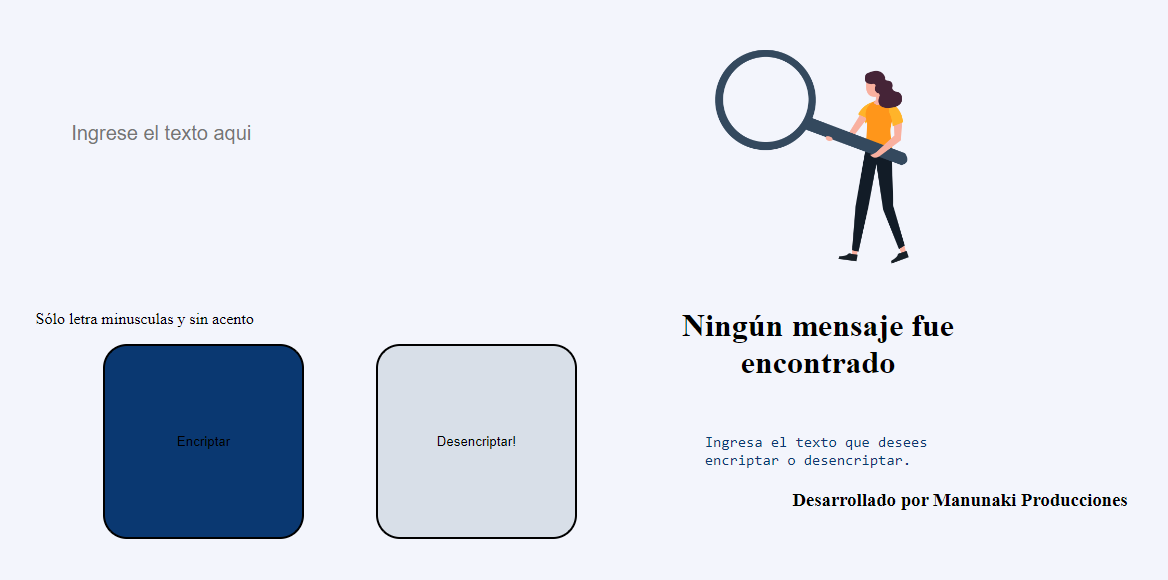 Ingrese el texto aqui
Sólo letra minusculas y sin acento
Encriptar
Desencriptar!
Ningún mensaje fue
encontrado
Ingresa el texto que desees
encriptar o desencriptar.
Desarrollado por Manunaki Producciones